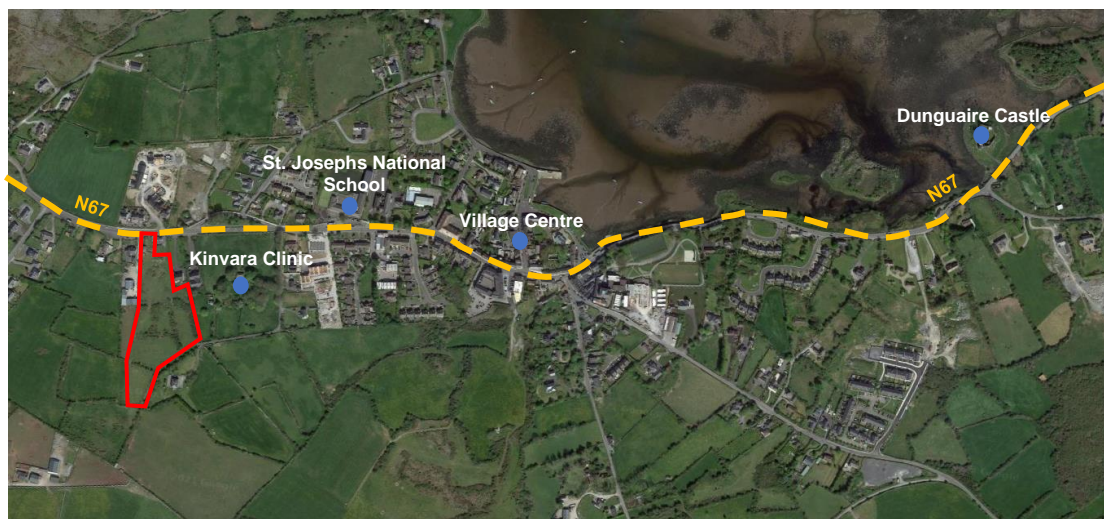 Dunguaire Castle
St. Josephs National
School
N67
N67
Village Centre
Kinvara Clinic